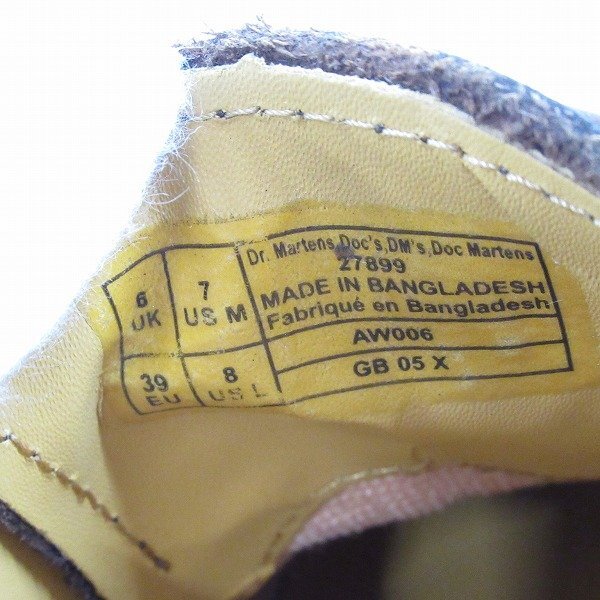 6
UK
7
US M
39
EU
8
US L
Dr. Martens,Doc's,DM's,Doc Martens
27899
MADE IN BANGLADESH
Fabriqué en Bangladesh
AW006
GB 05 X